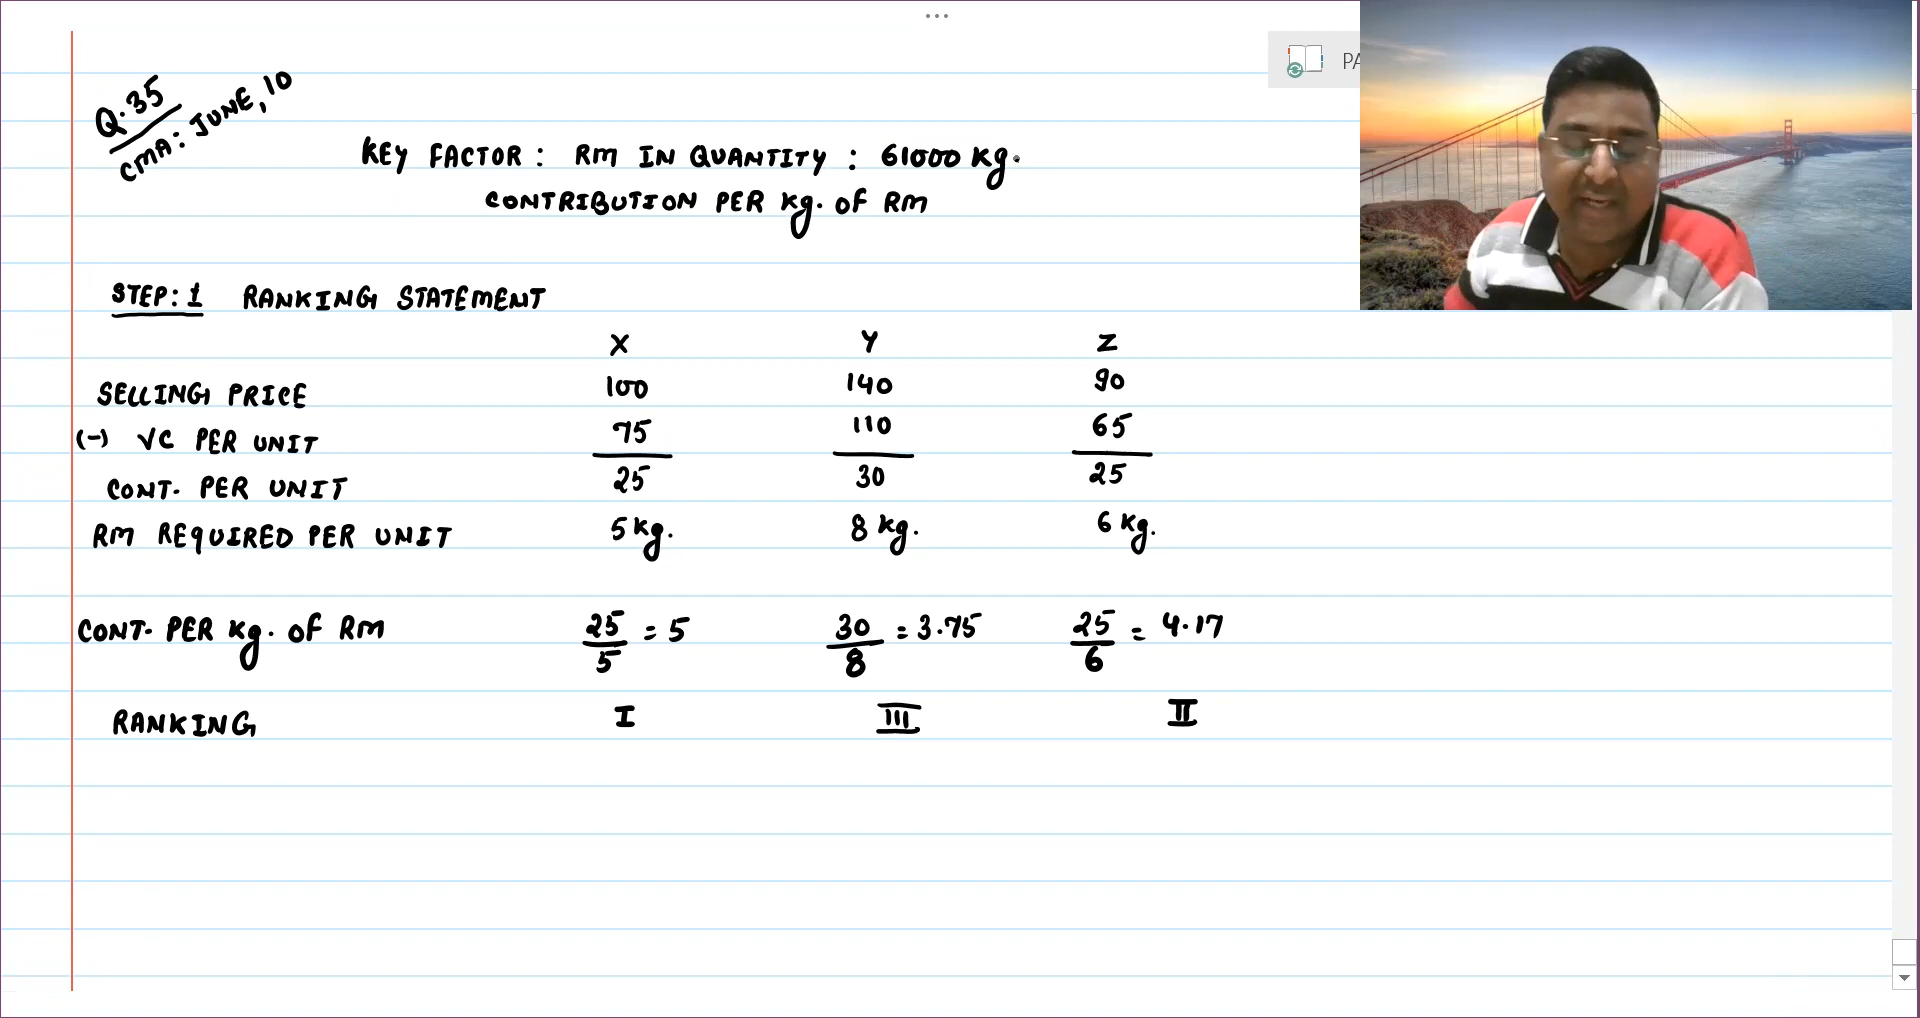 Q.35
CMA: JUNE, 10
KEY FACTOR: RM IN QUANTITY : 61000 kg.
CONTRIBUTION PER kg. of RM
STEP: 1 RANKING STATEMENT
X Y Z
SELLING PRICE 100 140 90
(-) VC PER UNIT 75 110 65
CONT. PER UNIT 25 30 25
RM REQUIRED PER UNIT 5 kg. 8 kg. 6 kg.
CONT. PER kg. of RM 25/5 = 5 30/8 = 3.75 25/6 = 4.17
RANKING I III II
PA